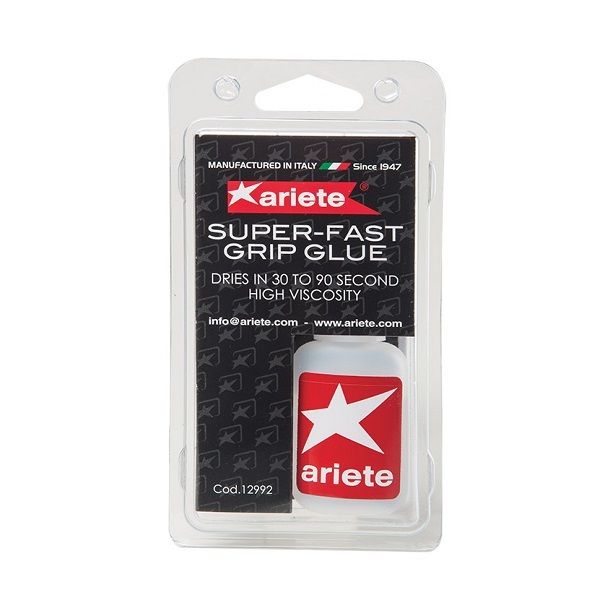 MANUFACTURED IN ITALY Since 1947
ariete®
SUPER-FAST
GRIP GLUE
DRIES IN 30 TO 90 SECOND
HIGH VISCOSITY
info@ariete.com - www.ariete.com
ariete
Cod.12992